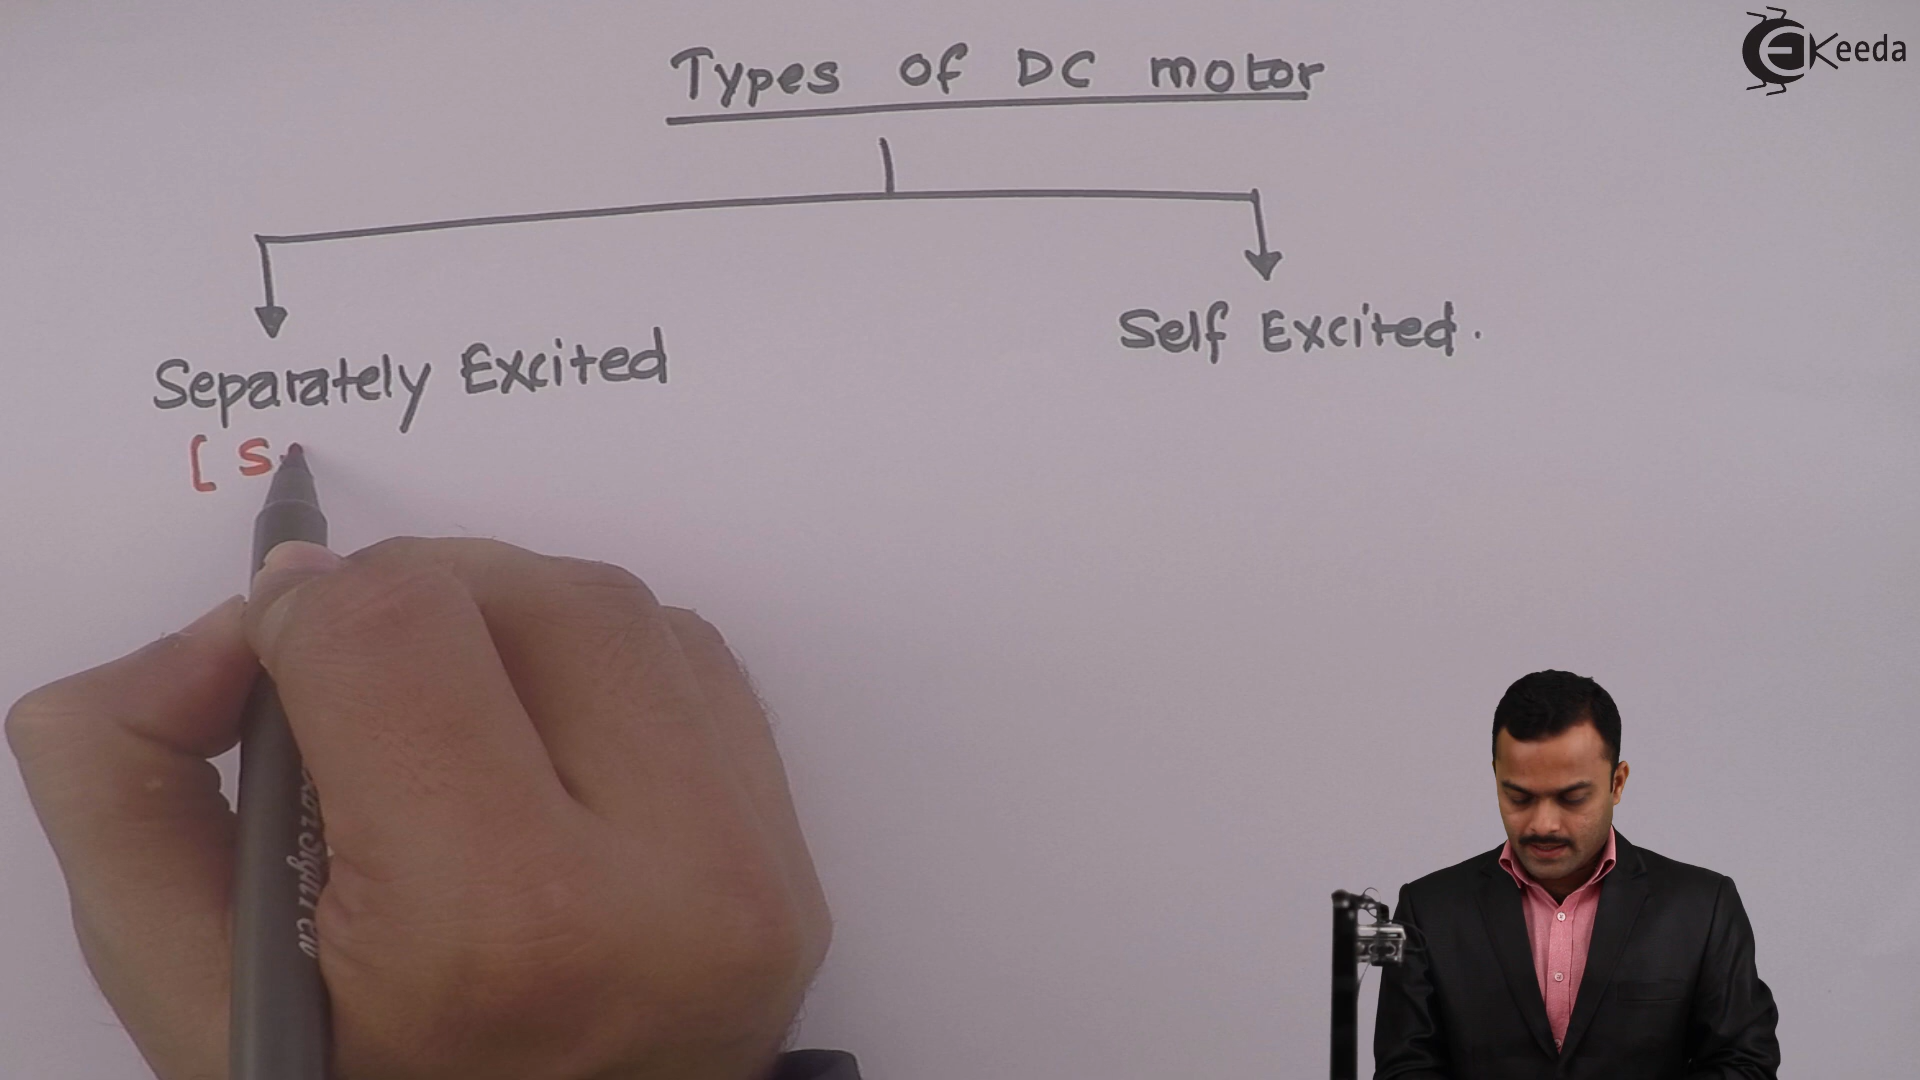 Types of DC motor
Separately Excited
Self Excited.
[ S
EKeeda